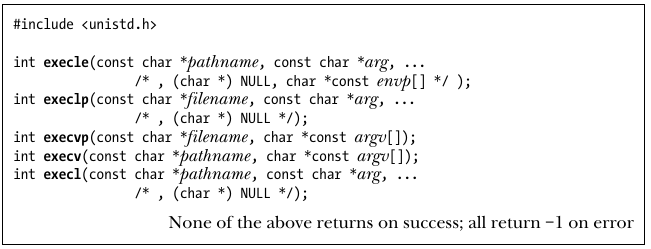 #include <unistd.h>
int execle(const char *pathname, const char *arg, ...
/* , (char *) NULL, char *const envp[] */ );
int execlp(const char *filename, const char *arg, ...
/* , (char *) NULL */);
int execvp(const char *filename, char *const argv[]);
int execv(const char *pathname, char *const argv[]);
int execl(const char *pathname, const char *arg, ...
/* , (char *) NULL */);
None of the above returns on success; all return −1 on error